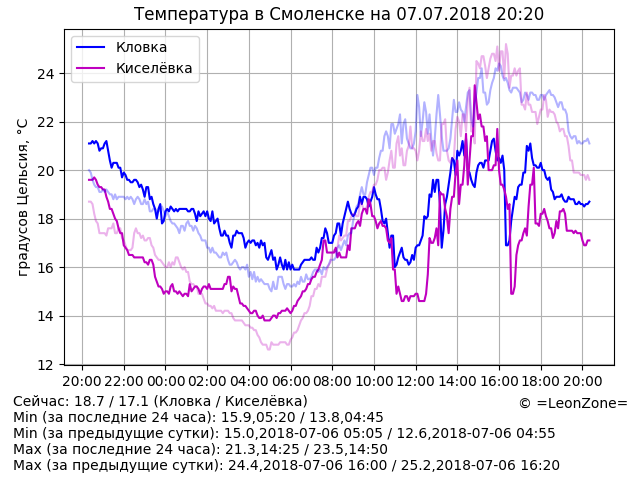 Температура в Смоленске на 07.07.2018 20:20
Кловка
Киселёвка
градусов Цельсия, °C
24
22
20
18
16
14
12
20:00 22:00 00:00 02:00 04:00 06:00 08:00 10:00 12:00 14:00 16:00 18:00 20:00
Сейчас: 18.7 / 17.1 (Кловка / Киселёвка)
© =LeonZone=
Min (за последние 24 часа): 15.9,05:20 / 13.8,04:45
Min (за предыдущие сутки): 15.0,2018-07-06 05:05 / 12.6,2018-07-06 04:55
Max (за последние 24 часа): 21.3,14:25 / 23.5,14:50
Max (за предыдущие сутки): 24.4,2018-07-06 16:00 / 25.2,2018-07-06 16:20